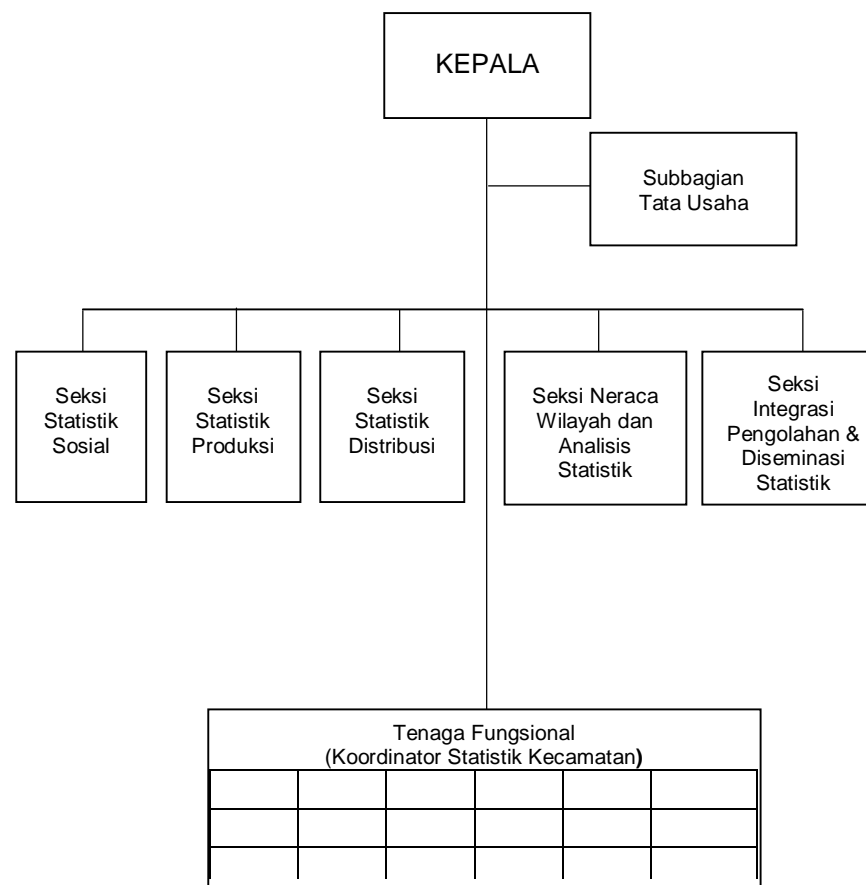 KEPALA
Subbagian
Tata Usaha
Seksi
Statistik
Sosial
Seksi
Statistik
Produksi
Seksi
Statistik
Distribusi
Seksi Neraca
Wilayah dan
Analisis
Statistik
Seksi
Integrasi
Pengolahan &
Diseminasi
Statistik
Tenaga Fungsional
(Koordinator Statistik Kecamatan)